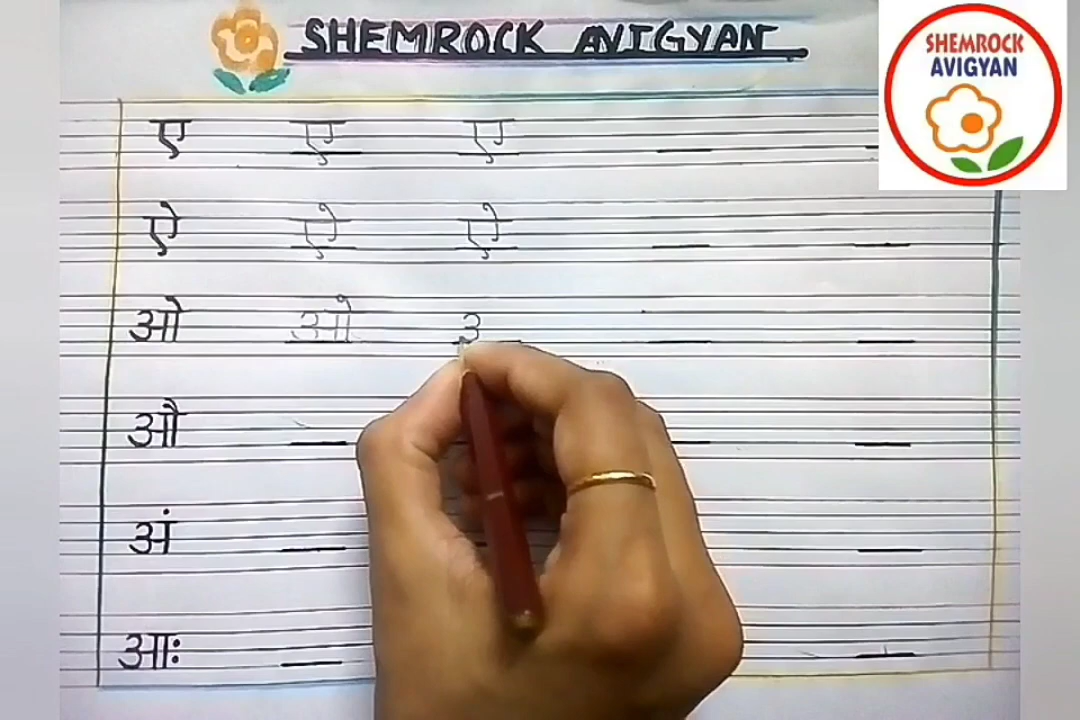 SHEMROCK AVIGYAN
SHEMROCK
AVIGYAN
ए ए ए
ऐ ऐ ऐ
ओ ओ उ
औ
अं
आः